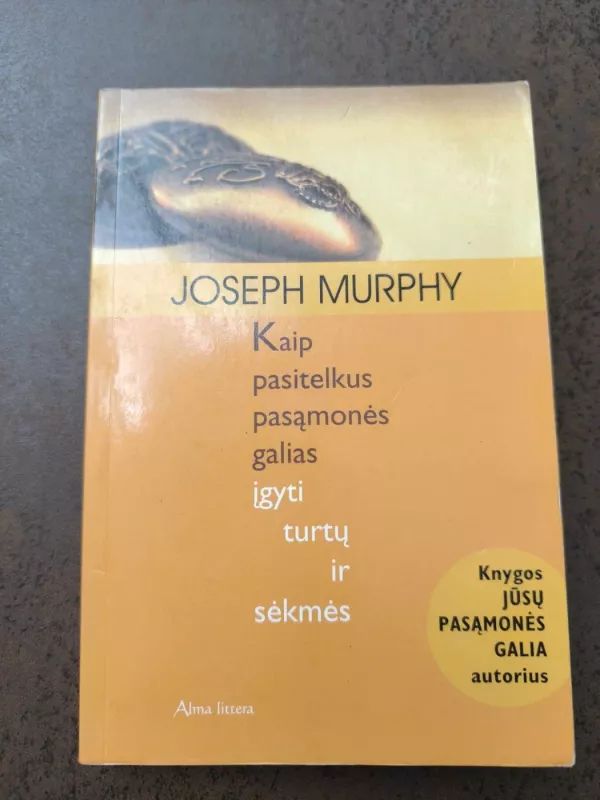 JOSEPH MURPHY
Kaip
pasitelkus
pasąmonės
galias
įgyti
turtų
ir
sėkmės
Knygos
JŪSŲ
PASĄMONĖS
GALIA
autorius
Alma littera